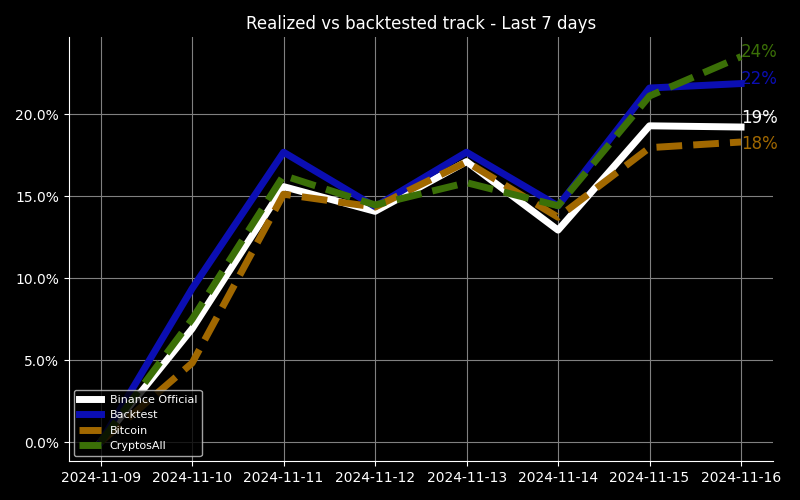 Realized vs backtested track - Last 7 days
24%
22%
20.0%
19%
18%
15.0%
10.0%
5.0%
0.0%
Binance Official
Backtest
Bitcoin
CryptosAll
2024-11-09 2024-11-10 2024-11-11 2024-11-12 2024-11-13 2024-11-14 2024-11-15 2024-11-16